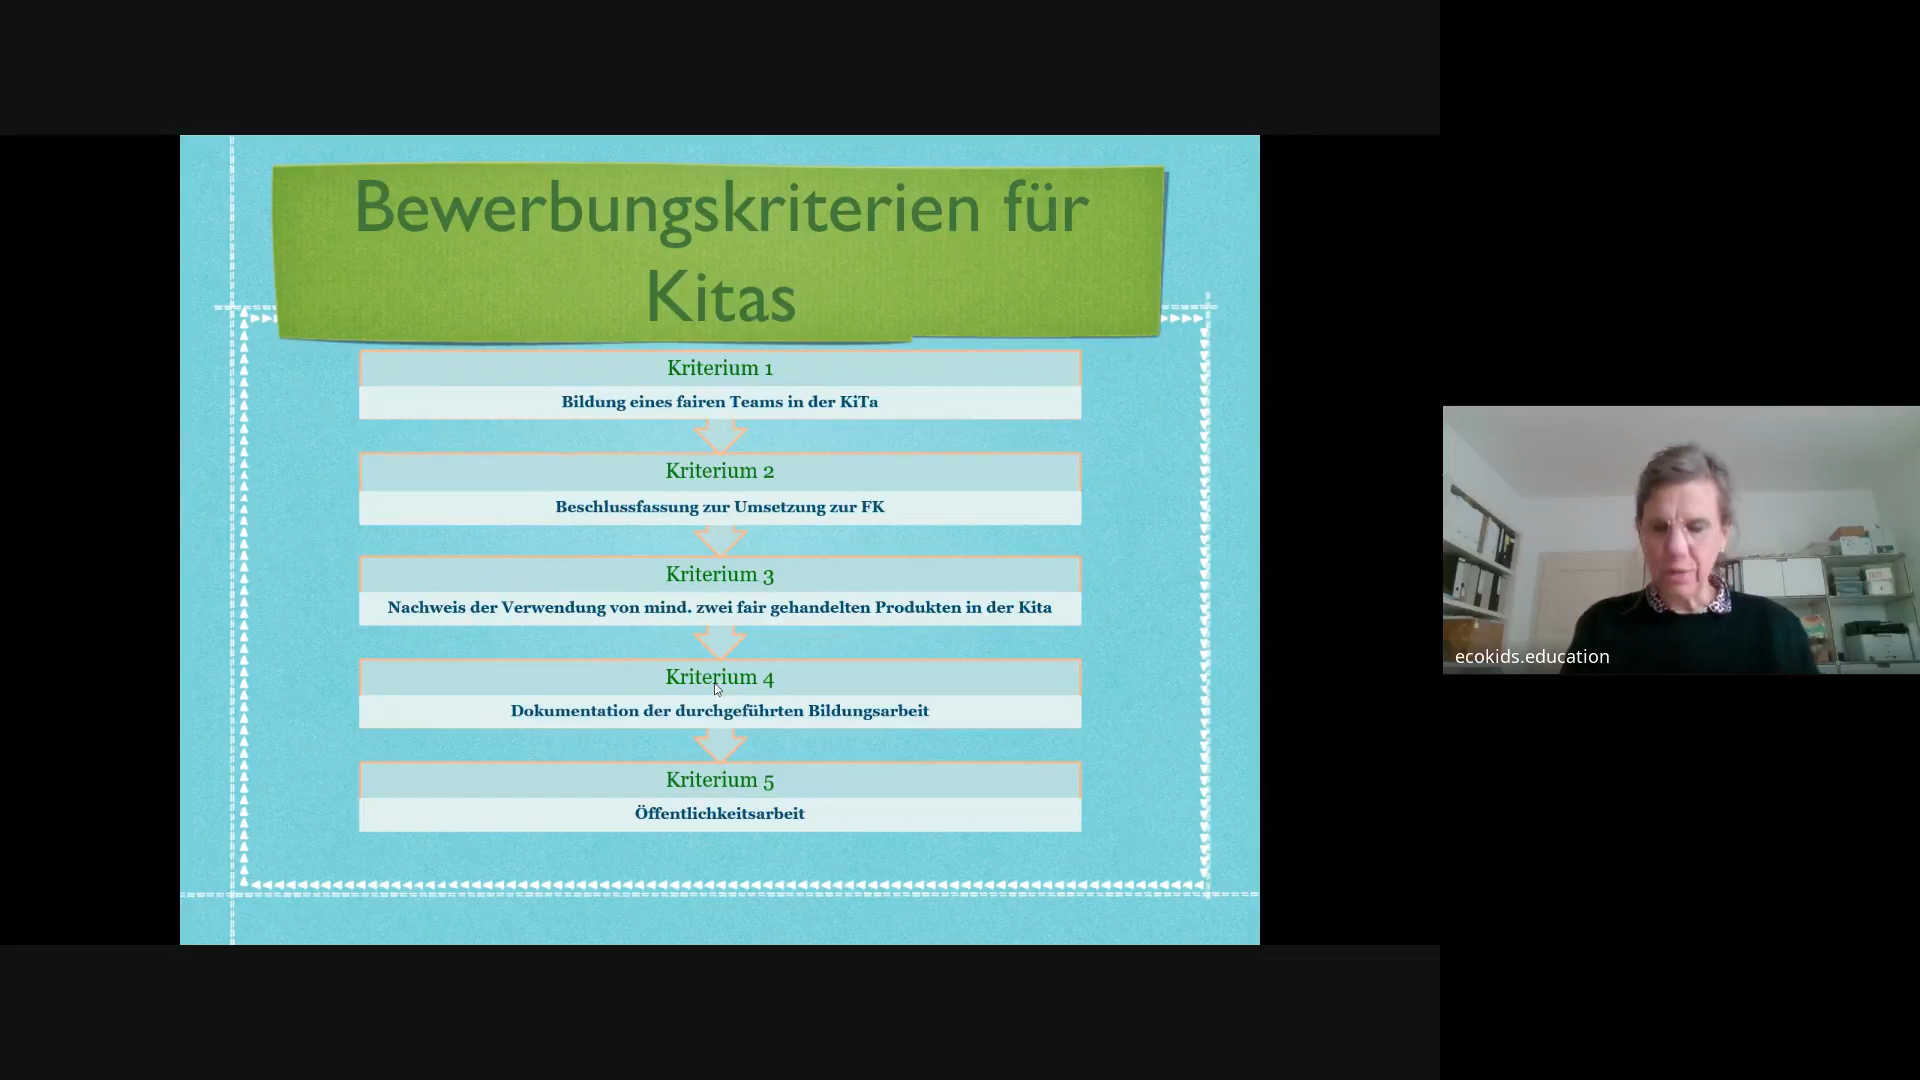 Bewerbungskriterien für
Kitas
Kriterium 1
Bildung eines fairen Teams in der KiTa
Kriterium 2
Beschlussfassung zur Umsetzung zur FK
Kriterium 3
Nachweis der Verwendung von mind. zwei fair gehandelten Produkten in der Kita
Kriterium 4
Dokumentation der durchgeführten Bildungsarbeit
Kriterium 5
Öffentlichkeitsarbeit
ecokids.education